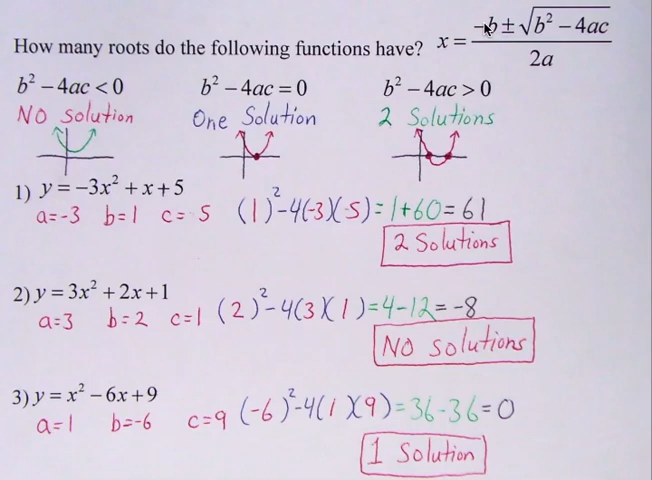 How many roots do the following functions have? x = (-b ± √(b² - 4ac)) / 2a
b² - 4ac < 0 b² - 4ac = 0 b² - 4ac > 0
NO Solution One Solution 2 Solutions
1) y = -3x² + x + 5
a=-3 b=1 c= 5 (1)²-4(-3)(5)=1+60=61
2 Solutions
2) y = 3x² + 2x + 1
a=3 b=2 c=1 (2)²-4(3)(1)=4-12=-8
NO solutions
3) y = x² - 6x + 9
a=1 b=-6 c=9 (-6)²-4(1)(9)=36-36=0
1 Solution